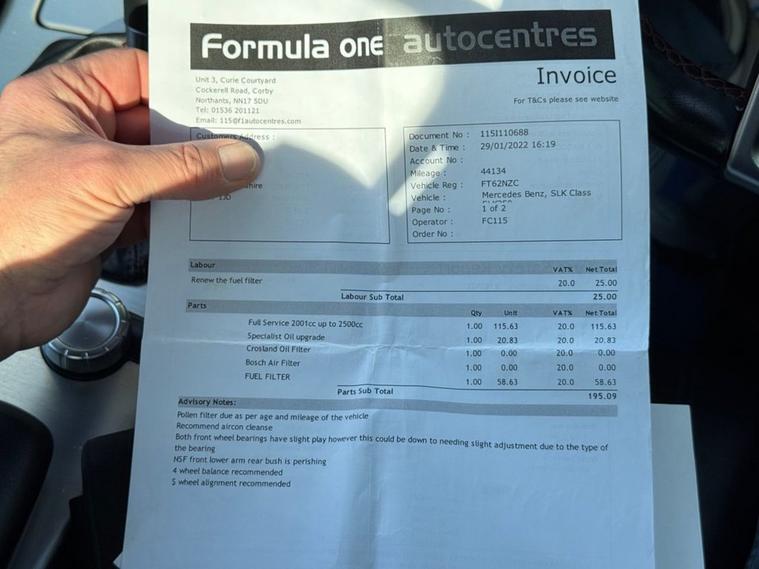 Formula one autocentres
Unit 3, Curie Courtyard
Cockerell Road, Corby
Northants, NN17 5DU
Tel: 01536 201121
Email: 115@f1autocentres.com
Invoice
For T&Cs please see website
Customers Address :
hire
Document No : 115I110688
Date & Time : 29/01/2022 16:19
Account No :
Mileage : 44134
Vehicle Reg : FT62NZC
Vehicle : Mercedes Benz, SLK Class
Page No : 1 of 2
Operator : FC115
Order No :
Labour VAT% Net Total
Renew the fuel filter 20.0 25.00
Labour Sub Total 25.00
Parts Qty Unit VAT% Net Total
Full Service 2001cc up to 2500cc 1.00 115.63 20.0 115.63
Specialist Oil upgrade 1.00 20.83 20.0 20.83
Crosland Oil Filter 1.00 0.00 20.0 0.00
Bosch Air Filter 1.00 0.00 20.0 0.00
FUEL FILTER 1.00 58.63 20.0 58.63
Parts Sub Total 195.09
Advisory Notes:
Pollen filter due as per age and mileage of the vehicle
Recommend aircon cleanse
Both front wheel bearings have slight play however this could be down to needing slight adjustment due to the type of
the bearing
NSF front lower arm rear bush is perishing
4 wheel balance recommended
$ wheel alignment recommended